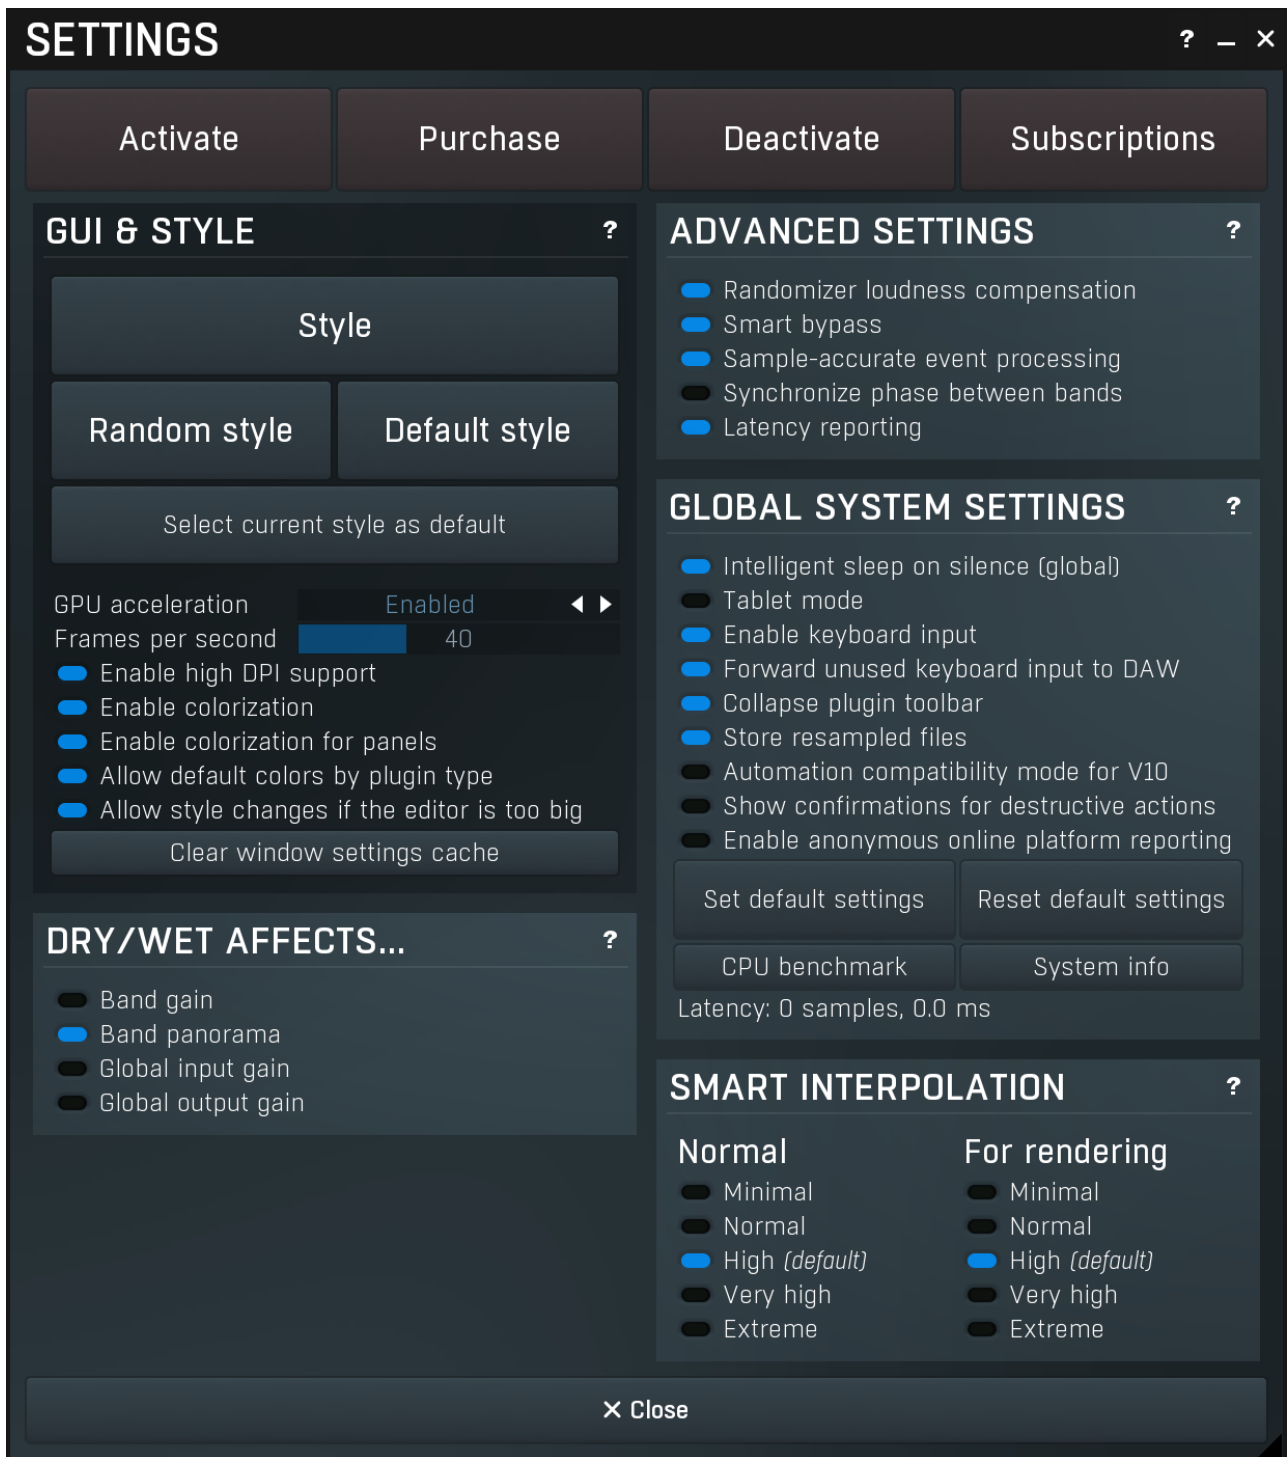 SETTINGS
? _ ×
Activate
Purchase
Deactivate
Subscriptions
GUI & STYLE ?
Style
Random style
Default style
Select current style as default
GPU acceleration Enabled
Frames per second 40
Enable high DPI support
Enable colorization
Enable colorization for panels
Allow default colors by plugin type
Allow style changes if the editor is too big
Clear window settings cache
DRY/WET AFFECTS... ?
Band gain
Band panorama
Global input gain
Global output gain
ADVANCED SETTINGS ?
Randomizer loudness compensation
Smart bypass
Sample-accurate event processing
Synchronize phase between bands
Latency reporting
GLOBAL SYSTEM SETTINGS ?
Intelligent sleep on silence (global)
Tablet mode
Enable keyboard input
Forward unused keyboard input to DAW
Collapse plugin toolbar
Store resampled files
Automation compatibility mode for V10
Show confirmations for destructive actions
Enable anonymous online platform reporting
Set default settings
Reset default settings
CPU benchmark
System info
Latency: 0 samples, 0.0 ms
SMART INTERPOLATION ?
Normal
Minimal
Normal
High (default)
Very high
Extreme
For rendering
Minimal
Normal
High (default)
Very high
Extreme
× Close